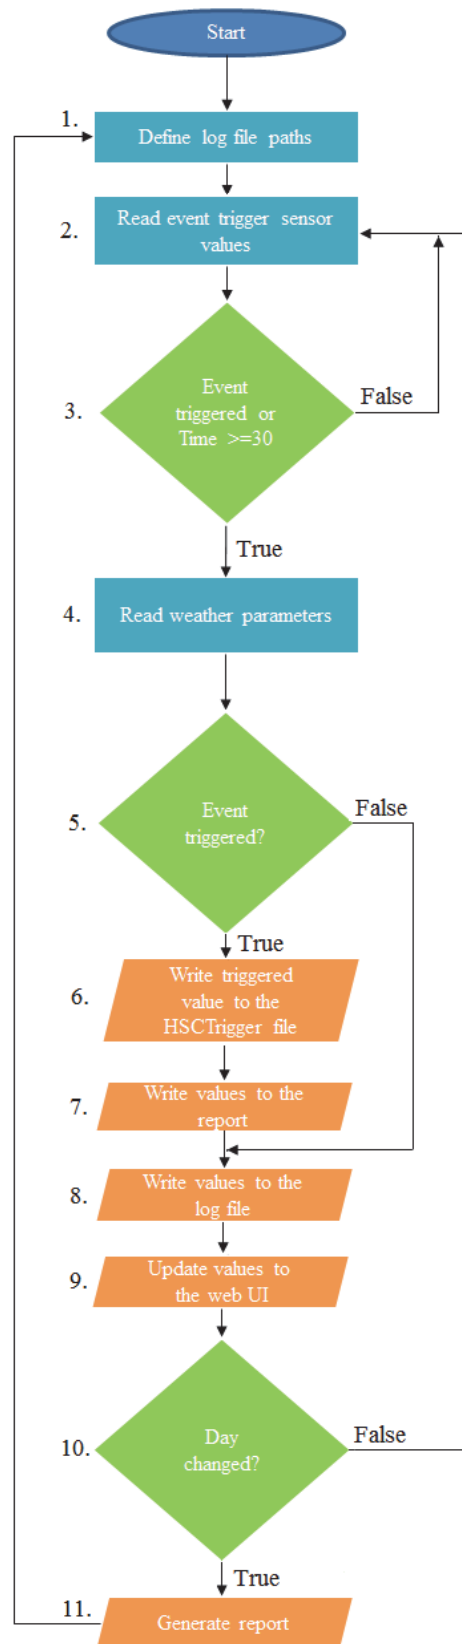 Start
1.
Define log file paths
2.
Read event trigger sensor
values
3.
Event
triggered or
Time >=30
False
True
4.
Read weather parameters
5.
Event
triggered?
False
True
6.
Write triggered
value to the
HSCTrigger file
7.
Write values to the
report
8.
Write values to the
log file
9.
Update values to
the web UI
10.
Day
changed?
False
True
11.
Generate report